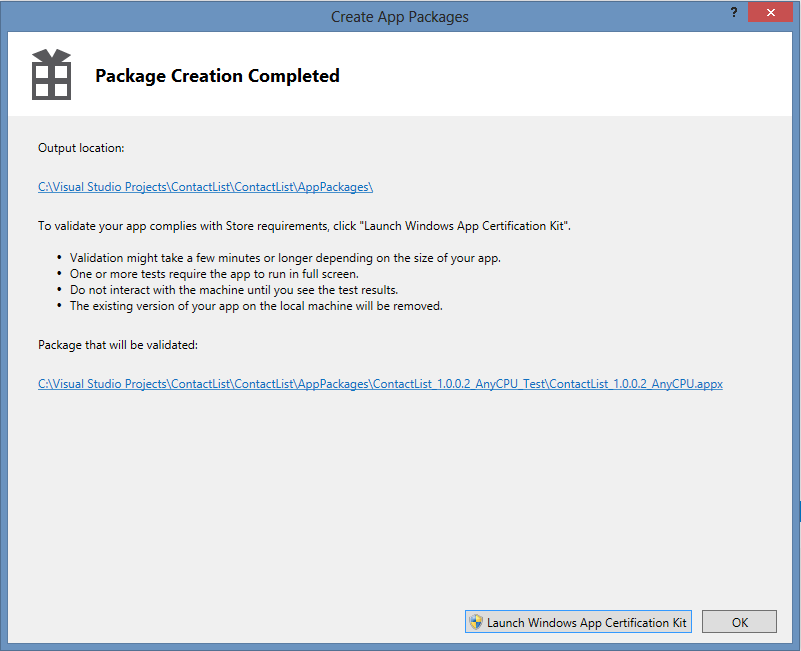 Create App Packages
?
Package Creation Completed
Output location:
C:\Visual Studio Projects\ContactList\ContactList\AppPackages\
To validate your app complies with Store requirements, click "Launch Windows App Certification Kit".
• Validation might take a few minutes or longer depending on the size of your app.
• One or more tests require the app to run in full screen.
• Do not interact with the machine until you see the test results.
• The existing version of your app on the local machine will be removed.
Package that will be validated:
C:\Visual Studio Projects\ContactList\ContactList\AppPackages\ContactList_1.0.0.2_AnyCPU_Test\ContactList_1.0.0.2_AnyCPU.appx
Launch Windows App Certification Kit
OK